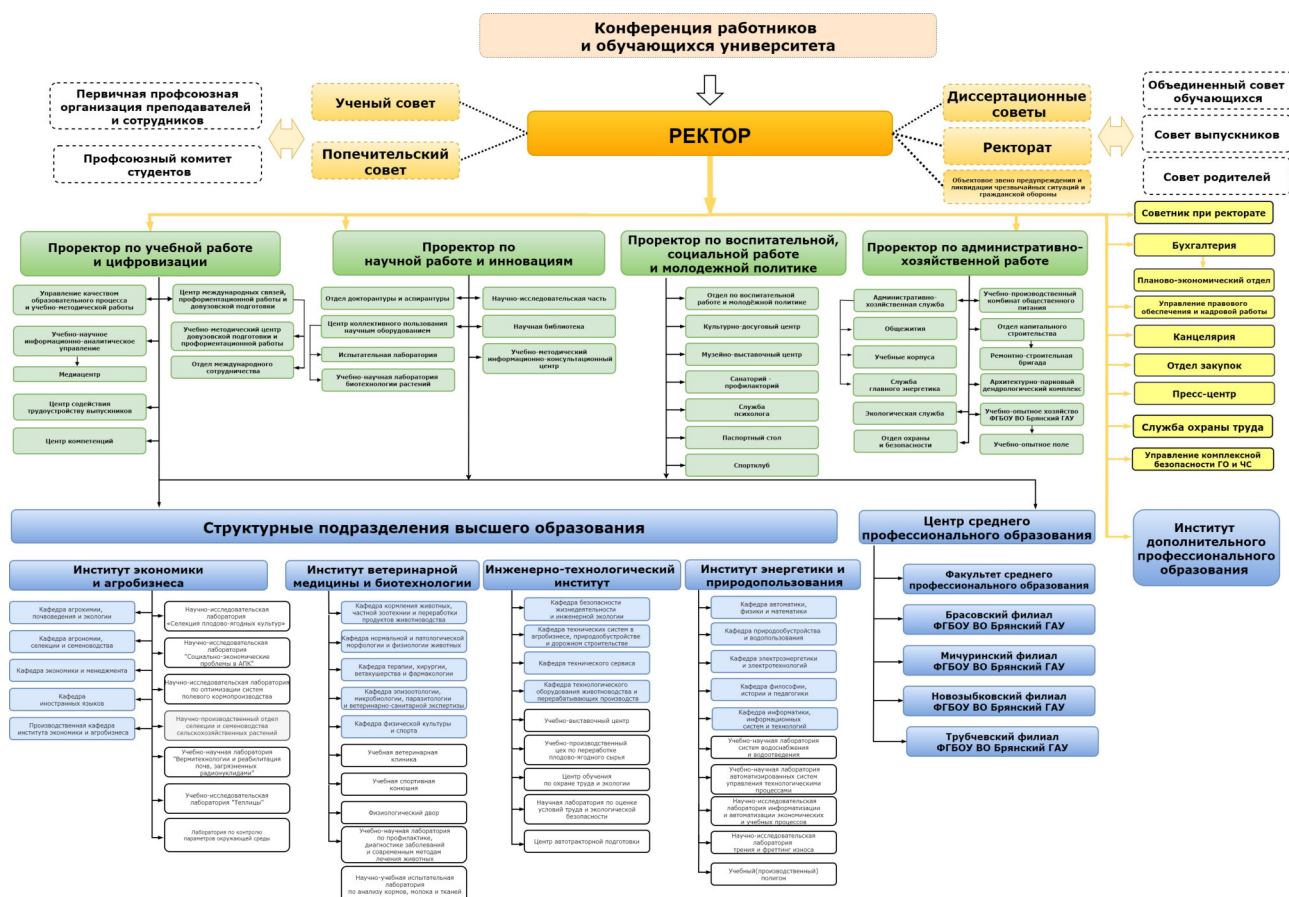 Конференция работников
и обучающихся университета
Первичная профсоюзная
организация преподавателей
и сотрудников
Профсоюзный комитет
студентов
Ученый совет
Попечительский
совет
РЕКТОР
Диссертационные
советы
Ректорат
Объектовое звено предупреждения и
ликвидации чрезвычайных ситуаций и
гражданской обороны
Объединенный совет
обучающихся
Совет выпускников
Совет родителей
Проректор по учебной работе
и цифровизации
Управление качеством
образовательного процесса
и учебно-методической работы
Учебно-научное
информационно-аналитическое
управление
Медиацентр
Центр содействия
трудоустройству выпускников
Центр компетенций
Центр международных связей,
профориентационной работы и
довузовской подготовки
Учебно-методический центр
довузовской подготовки и
профориентационной работы
Отдел международного
сотрудничества
Проректор по
научной работе и инновациям
Отдел докторантуры и аспирантуры
Центр коллективного пользования
научным оборудованием
Испытательная лаборатория
Учебно-научная лаборатория
биотехнологии растений
Научно-исследовательская часть
Научная библиотека
Учебно-методический
информационно-консультационный
центр
Проректор по воспитательной,
социальной работе
и молодежной политике
Отдел по воспитательной
работе и молодёжной политике
Культурно-досуговый центр
Музейно-выставочный центр
Санаторий -
профилакторий
Служба
психолога
Паспортный стол
Спортклуб
Проректор по административно-
хозяйственной работе
Административно-
хозяйственная служба
Общежития
Учебные корпуса
Служба
главного энергетика
Экологическая служба
Отдел охраны
и безопасности
Учебно-производственный
комбинат общественного
питания
Отдел капитального
строительства
Ремонтно-строительная
бригада
Архитектурно-парковый
дендрологический комплекс
Учебно-опытное хозяйство
ФГБОУ ВО Брянский ГАУ
Учебно-опытное поле
Советник при ректорате
Бухгалтерия
Планово-экономический отдел
Управление правового
обеспечения и кадровой работы
Канцелярия
Отдел закупок
Пресс-центр
Служба охраны труда
Управление комплексной
безопасности ГО и ЧС
Структурные подразделения высшего образования
Институт экономики
и агробизнеса
Кафедра агрохимии,
почвоведения и экологии
Кафедра агрономии,
селекции и семеноводства
Кафедра экономики и менеджмента
Кафедра
иностранных языков
Производственная кафедра
института экономики и агробизнеса
Научно-исследовательская
лаборатория
«Селекция плодово-ягодных культур»
Научно-исследовательская
лаборатория
"Социально-экономические
проблемы в АПК"
Научно-исследовательская лаборатория
по оптимизации систем
полевого кормопроизводства
Научно-производственный отдел
селекции и семеноводства
сельскохозяйственных растений
Учебно-научная лаборатория
"Вермитехнологии и реабилитация
почв, загрязненных
радионуклидами"
Учебно-исследовательская
лаборатория "Теплицы"
Лаборатория по контролю
параметров окружающей среды
Институт ветеринарной
медицины и биотехнологии
Кафедра кормления животных,
частной зоотехнии и переработки
продуктов животноводства
Кафедра нормальной и патологической
морфологии и физиологии животных
Кафедра терапии, хирургии,
ветакушерства и фармакологии
Кафедра эпизоотологии,
микробиологии, паразитологии
и ветеринарно-санитарной экспертизы
Кафедра физической культуры
и спорта
Учебная ветеринарная
клиника
Учебная спортивная
конюшня
Физиологический двор
Учебно-научная лаборатория
по профилактике,
диагностике заболеваний
и современным методам
лечения животных
Научно-учебная испытательная
лаборатория
по анализу кормов, молока и тканей
Инженерно-технологический
институт
Кафедра безопасности
жизнедеятельности
и инженерной экологии
Кафедра технических систем в
агробизнесе, природообустройстве
и дорожном строительстве
Кафедра технического сервиса
Кафедра технологического
оборудования животноводства и
перерабатывающих производств
Учебно-выставочный центр
Учебно-производственный
цех по переработке
плодово-ягодного сырья
Центр обучения
по охране труда и экологии
Научная лаборатория по оценке
условий труда и экологической
безопасности
Центр автотракторной подготовки
Институт энергетики и
природопользования
Кафедра автоматики,
физики и математики
Кафедра природообустройства
и водопользования
Кафедра электроэнергетики
и электротехнологий
Кафедра философии,
истории и педагогики
Кафедра информатики,
информационных
систем и технологий
Учебно-научная лаборатория
систем водоснабжения
и водоотведения
Учебно-научная лаборатория
автоматизированных систем
управления технологическими
процессами
Научно-исследовательская
лаборатория информатизации
и автоматизации экономических
и учебных процессов
Научно-исследовательская
лаборатория
трения и фреттинг износа
Учебный(производственный)
полигон
Центр среднего
профессионального образования
Факультет среднего
профессионального образования
Брасовский филиал
ФГБОУ ВО Брянский ГАУ
Мичуринский филиал
ФГБОУ ВО Брянский ГАУ
Новозыбковский филиал
ФГБОУ ВО Брянский ГАУ
Трубчевский филиал
ФГБОУ ВО Брянский ГАУ
Институт
дополнительного
профессионального
образования